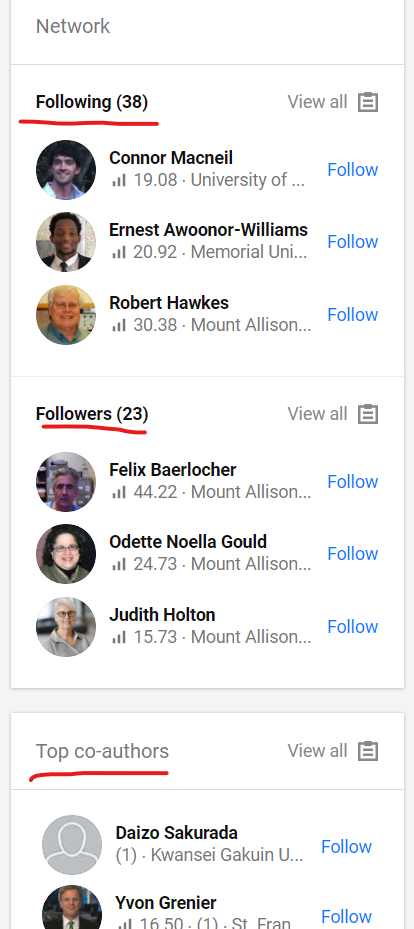 Network
Following (38) View all
Connor Macneil
19.08 · University of ... Follow
Ernest Awoonor-Williams
20.92 · Memorial Uni... Follow
Robert Hawkes
30.38 · Mount Allison... Follow
Followers (23) View all
Felix Baerlocher
44.22 · Mount Allison... Follow
Odette Noella Gould
24.73 · Mount Allison... Follow
Judith Holton
15.73 · Mount Allison... Follow
Top co-authors View all
Daizo Sakurada
(1) · Kwansei Gakuin U... Follow
Yvon Grenier
16.50 · (1) · St. Fran... Follow